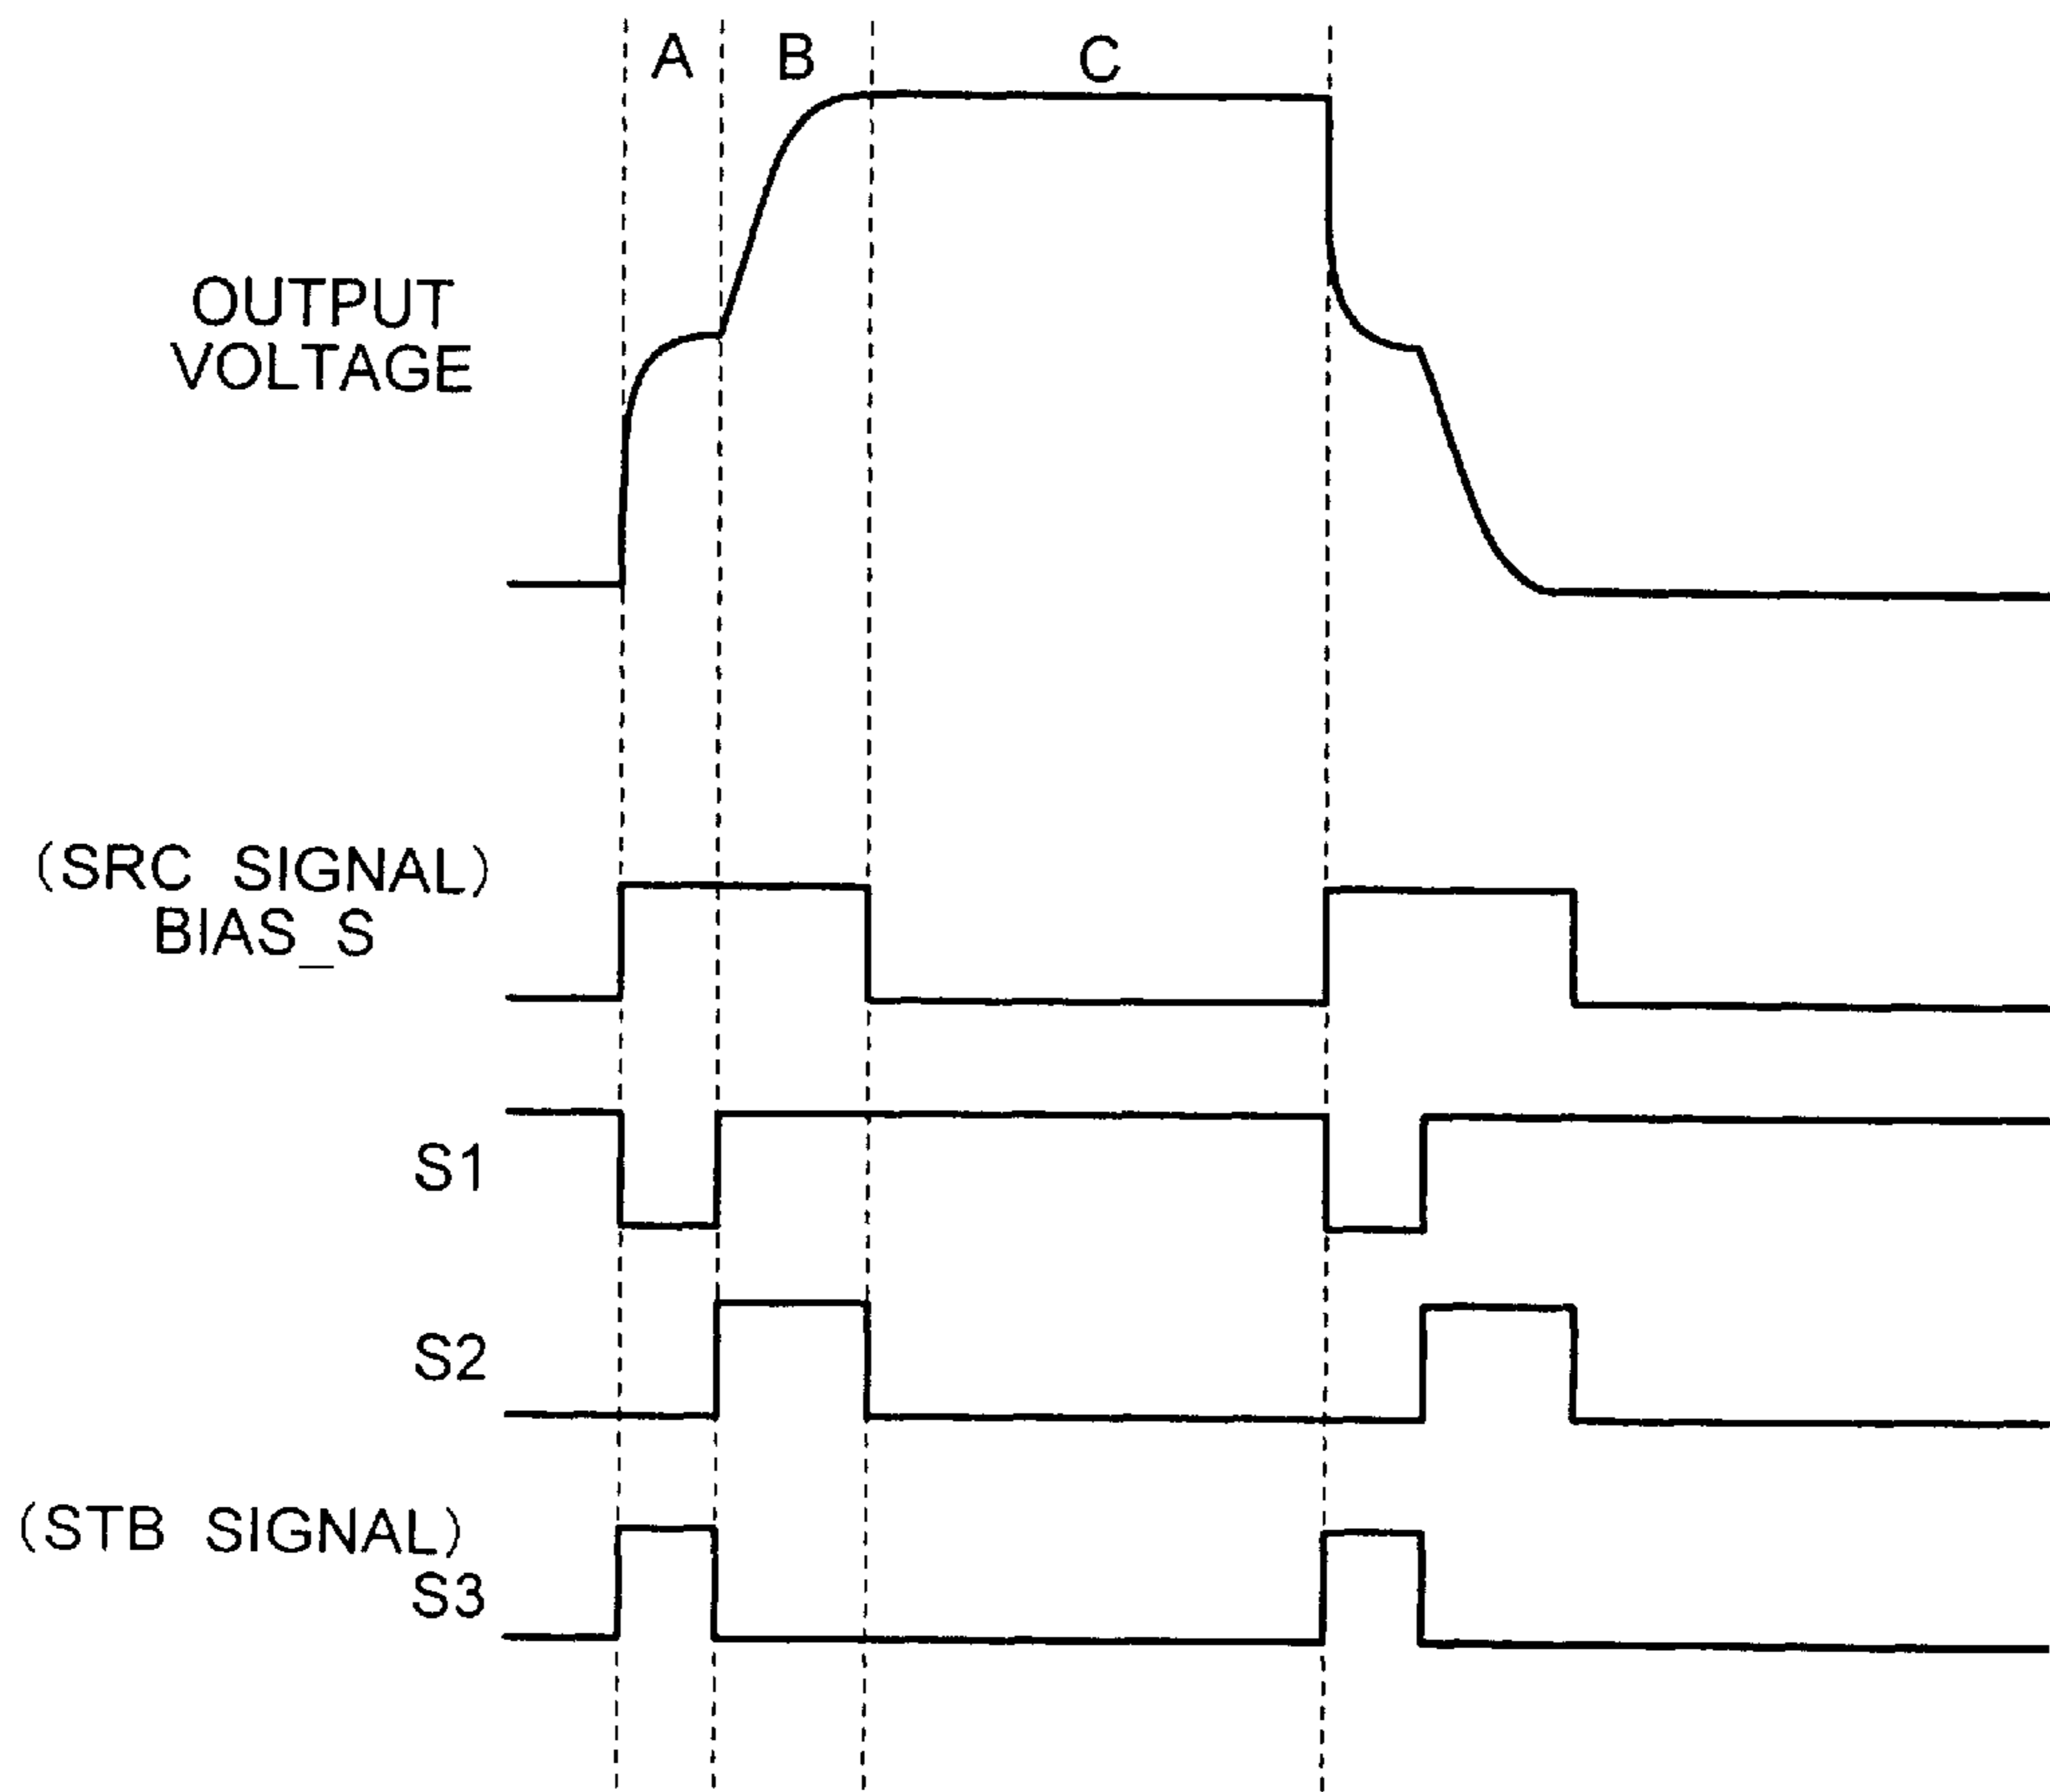 A B C
OUTPUT
VOLTAGE
(SRC SIGNAL)
BIAS_S
S1
S2
(STB SIGNAL)
S3